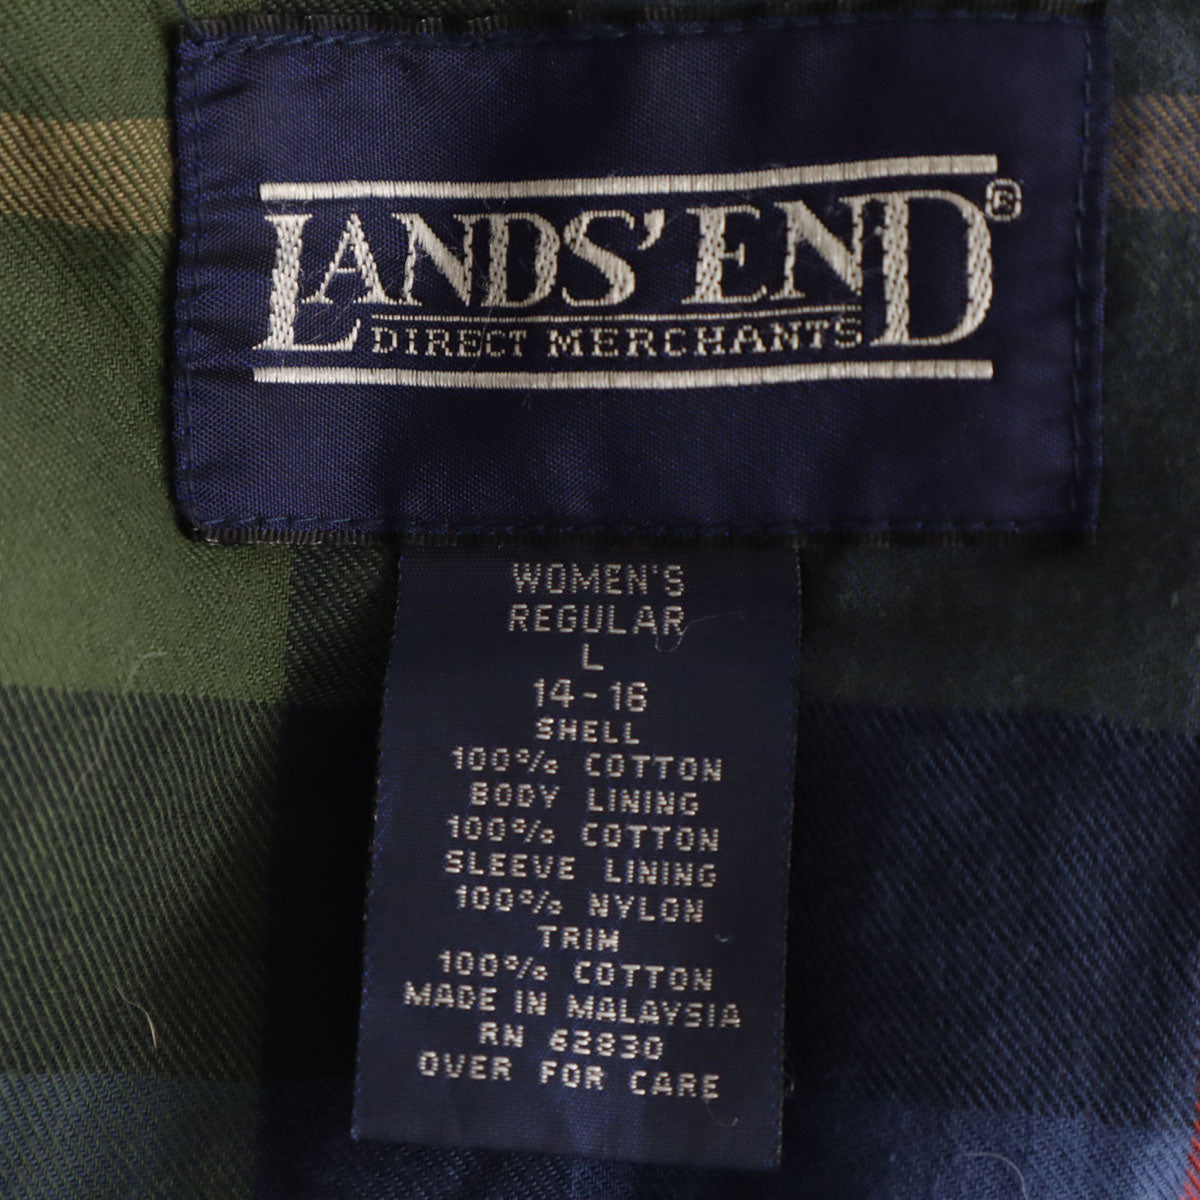 LANDS' END®
DIRECT MERCHANTS
WOMEN'S
REGULAR
L
14-16
SHELL
100% COTTON
BODY LINING
100% COTTON
SLEEVE LINING
100% NYLON
TRIM
100% COTTON
MADE IN MALAYSIA
RN 62830
OVER FOR CARE